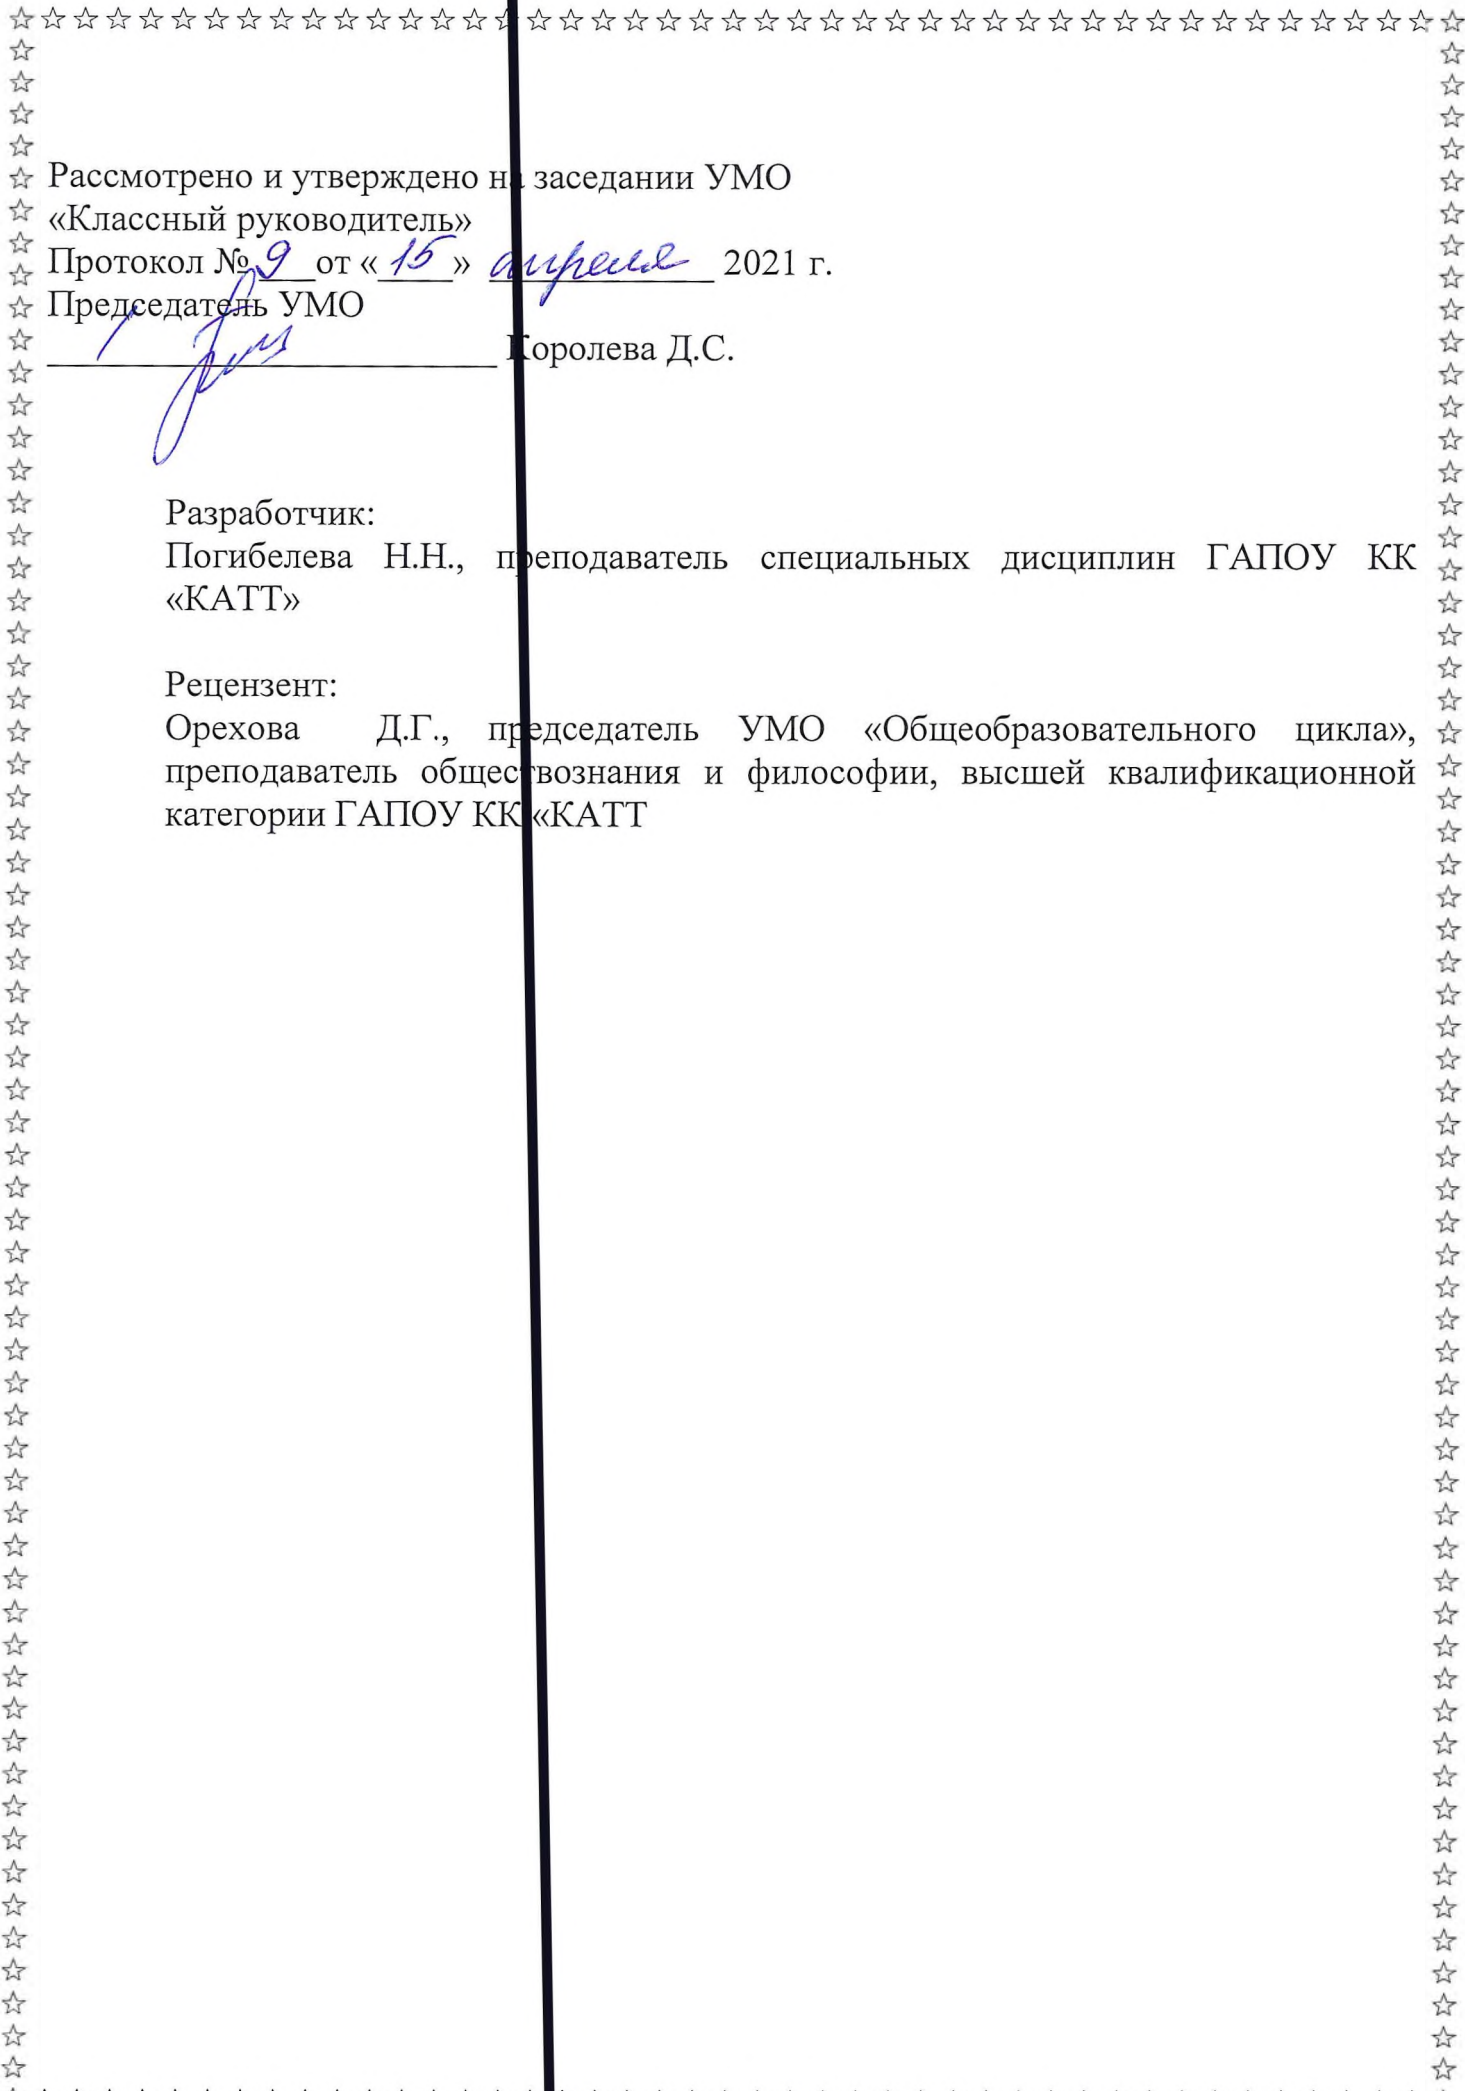 Рассмотрено и утверждено на заседании УМО
«Классный руководитель»
Протокол № 9 от « 15 » апреля 2021 г.
Председатель УМО
Королева Д.С.
Разработчик:
Погибелева Н.Н., преподаватель специальных дисциплин ГАПОУ КК
«КАТТ»
Рецензент:
Орехова Д.Г., председатель УМО «Общеобразовательного цикла»,
преподаватель обществознания и философии, высшей квалификационной
категории ГАПОУ КК «КАТТ